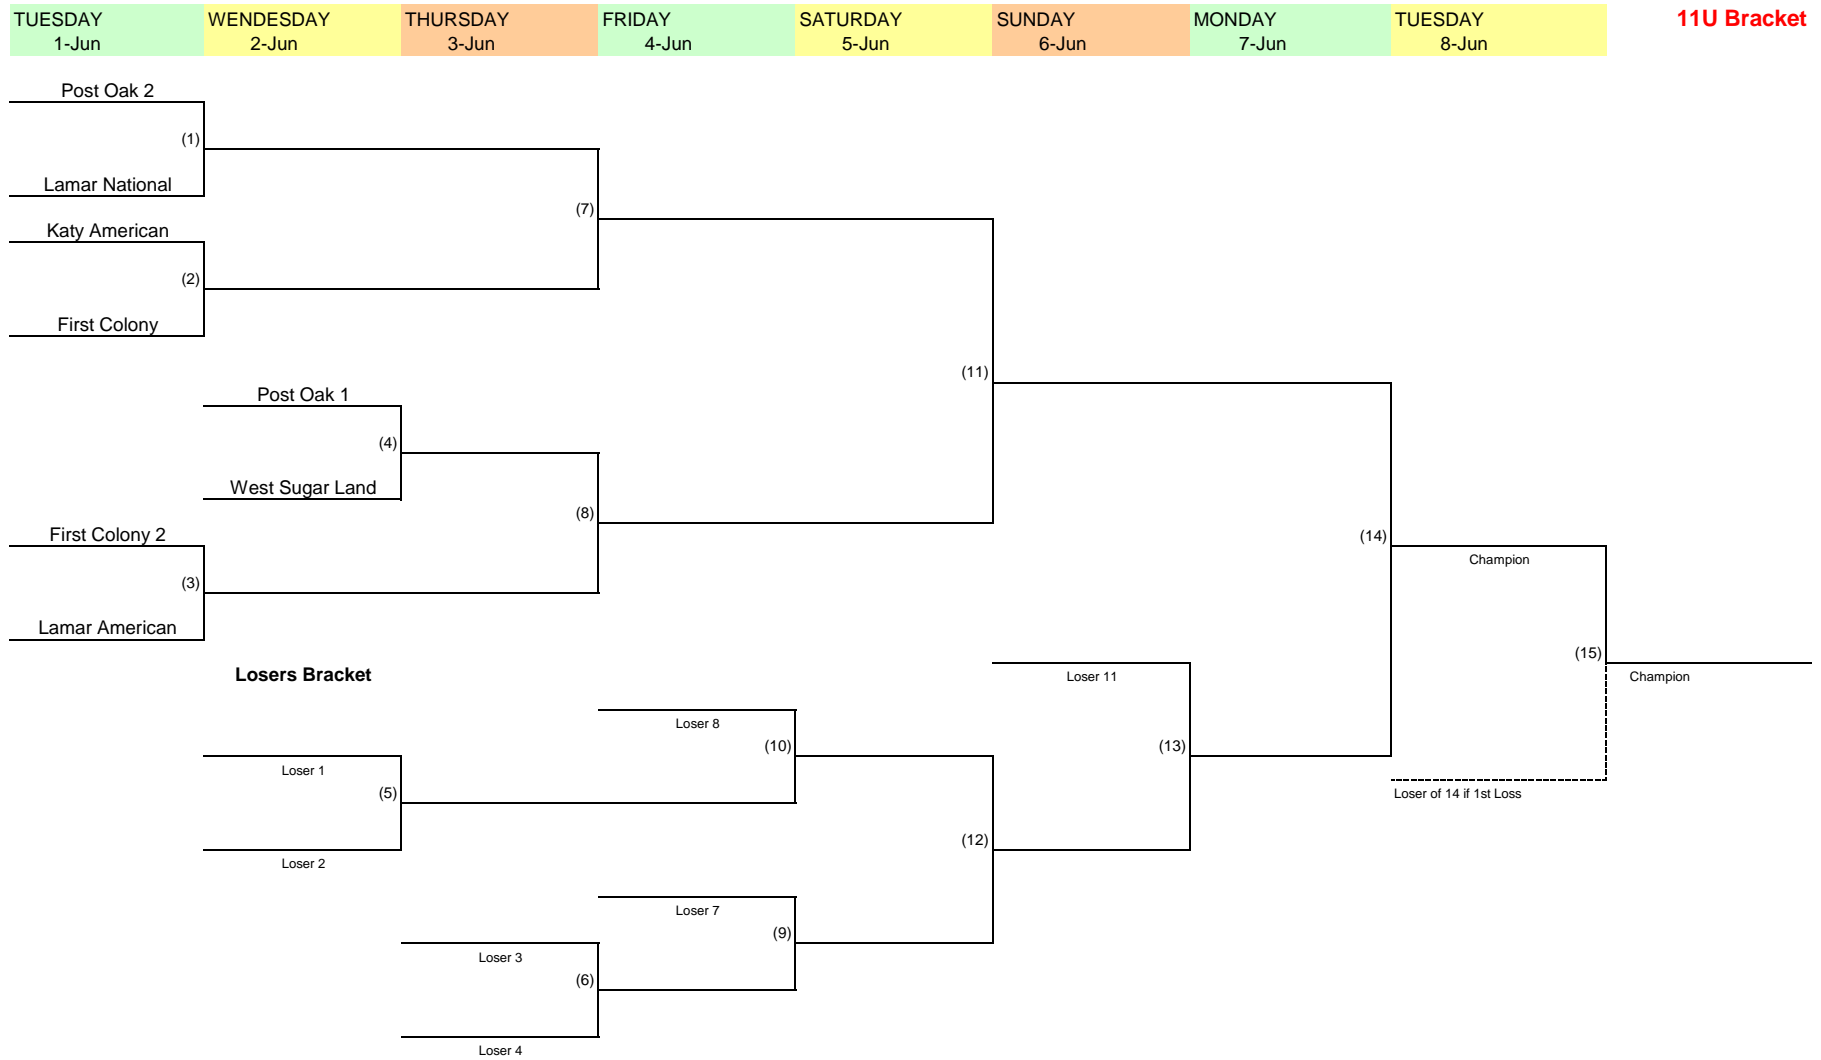 TUESDAY WENDESDAY THURSDAY FRIDAY SATURDAY SUNDAY MONDAY TUESDAY 11U Bracket
1-Jun 2-Jun 3-Jun 4-Jun 5-Jun 6-Jun 7-Jun 8-Jun
Post Oak 2
(1)
Lamar National
(7)
Katy American
(2)
First Colony
(11)
Post Oak 1
(4)
West Sugar Land
(8)
First Colony 2
(14)
Champion
(3)
Lamar American
(15)
Losers Bracket
Loser 11
Champion
Loser 8
(10)
(13)
Loser 1
(5)
Loser of 14 if 1st Loss
(12)
Loser 2
Loser 7
(9)
Loser 3
(6)
Loser 4